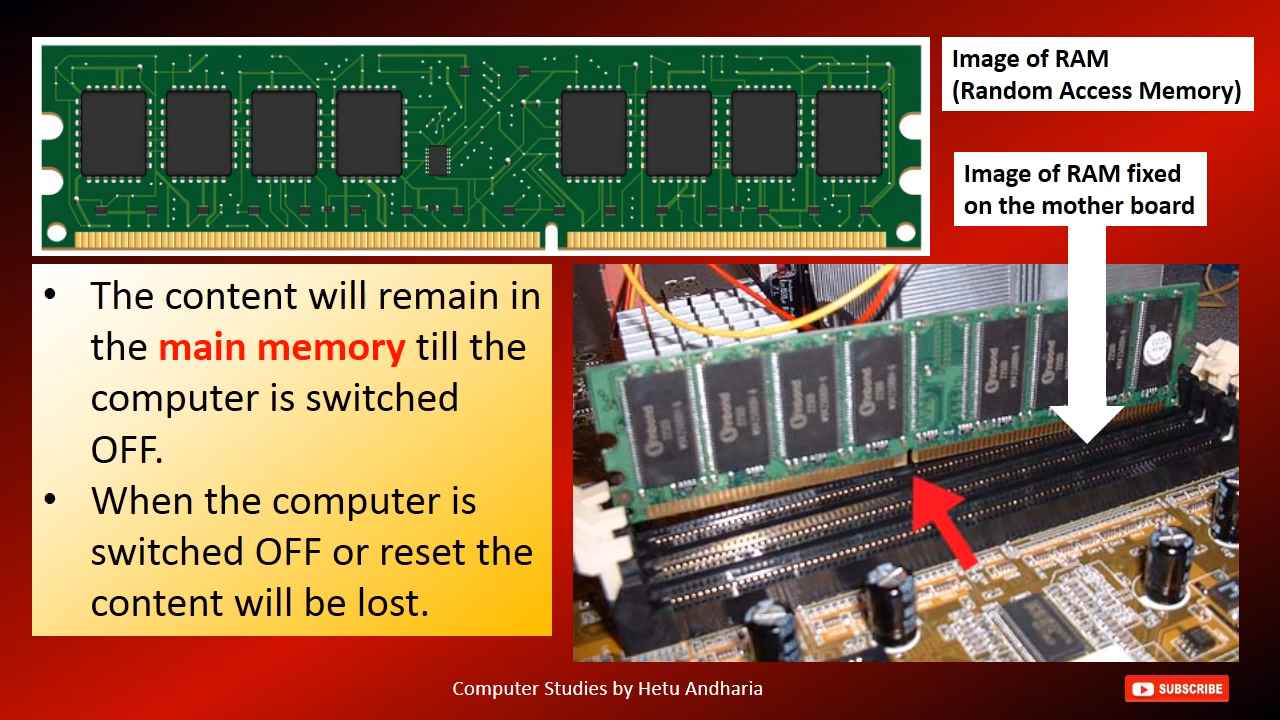 Image of RAM
(Random Access Memory)
Image of RAM fixed
on the mother board
• The content will remain in
the main memory till the
computer is switched
OFF.
• When the computer is
switched OFF or reset the
content will be lost.
Computer Studies by Hetu Andharia
SUBSCRIBE